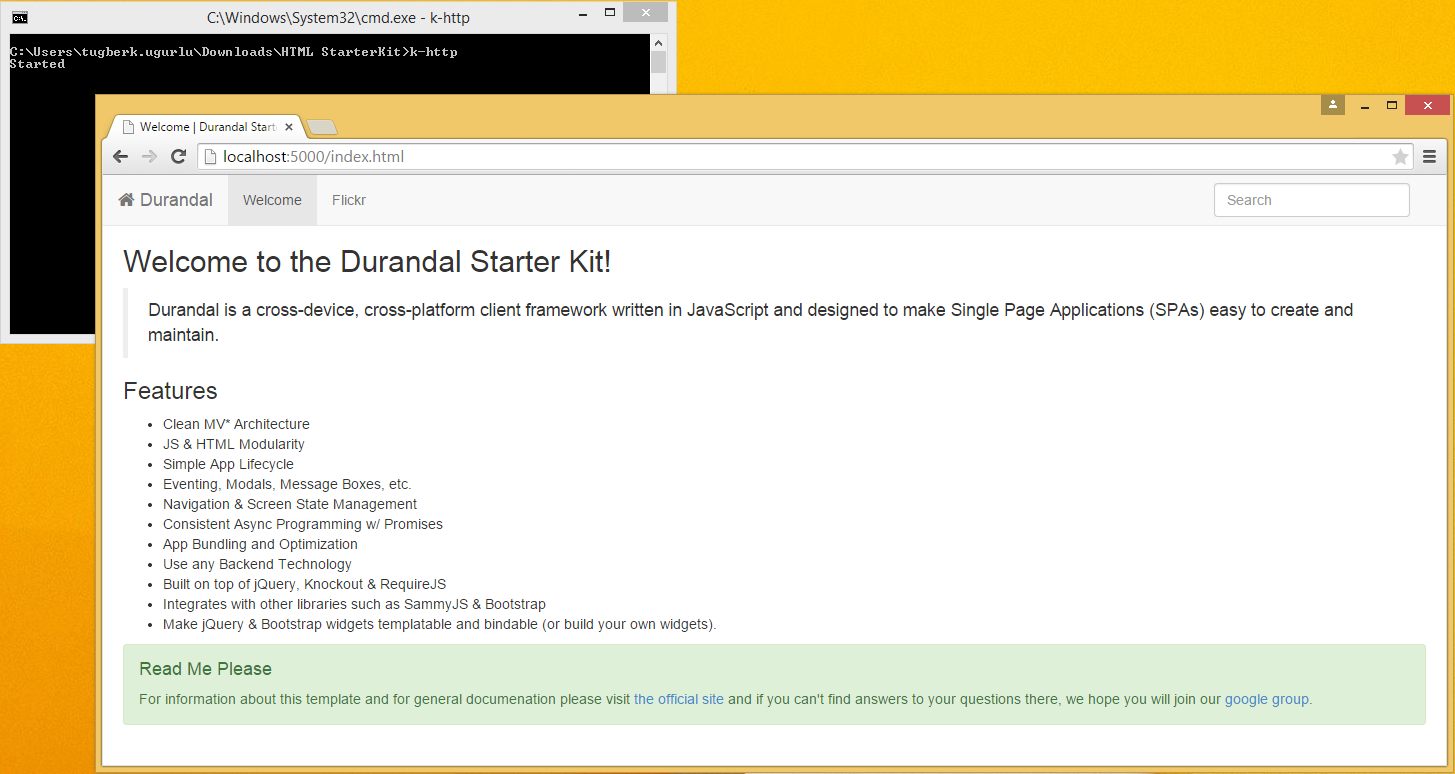 C:\Windows\System32\cmd.exe - k-http
C:\Users\tugberk.ugurlu\Downloads\HTML StarterKit>k-http
Started
Welcome | Durandal Start
localhost:5000/index.html
Durandal
Welcome
Flickr
Search
Welcome to the Durandal Starter Kit!
Durandal is a cross-device, cross-platform client framework written in JavaScript and designed to make Single Page Applications (SPAs) easy to create and
maintain.
Features
Clean MV* Architecture
JS & HTML Modularity
Simple App Lifecycle
Eventing, Modals, Message Boxes, etc.
Navigation & Screen State Management
Consistent Async Programming w/ Promises
App Bundling and Optimization
Use any Backend Technology
Built on top of jQuery, Knockout & RequireJS
Integrates with other libraries such as SammyJS & Bootstrap
Make jQuery & Bootstrap widgets templatable and bindable (or build your own widgets).
Read Me Please
For information about this template and for general documenation please visit the official site and if you can't find answers to your questions there, we hope you will join our google group.